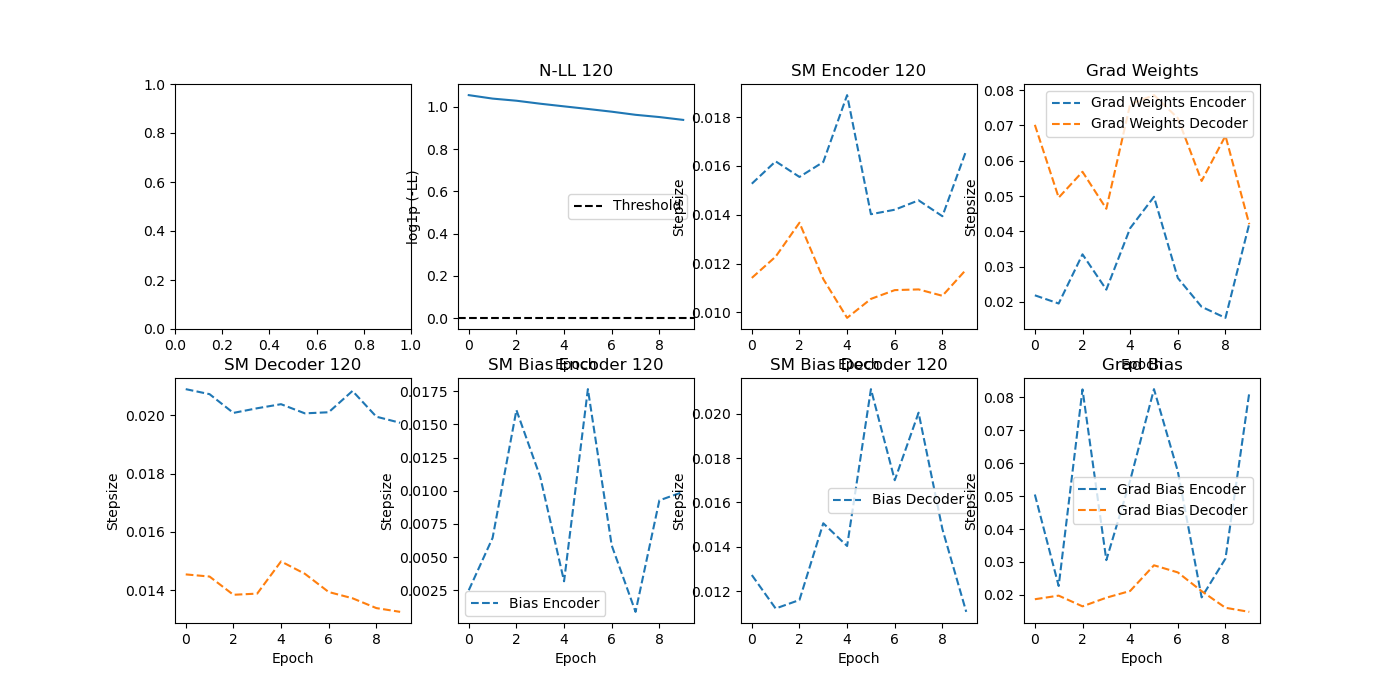 N-LL 120
SM Encoder 120
Grad Weights
1.0
0.8
0.6
0.4
0.2
0.0
0.0 0.2 0.4 0.6 0.8 1.0
log1p (-LL)
1.0
0.8
0.6
0.4
0.2
0.0
Threshold
0 2 4 6 8
Epoch
Stepsize
0.018
0.016
0.014
0.012
0.010
0 2 4 6 8
Epoch
Stepsize
0.08
0.07
0.06
0.05
0.04
0.03
0.02
Grad Weights Encoder
Grad Weights Decoder
0 2 4 6 8
Epoch
SM Decoder 120
SM Bias Encoder 120
SM Bias Decoder 120
Grad Bias
Stepsize
0.020
0.018
0.016
0.014
0 2 4 6 8
Epoch
Stepsize
0.0175
0.0150
0.0125
0.0100
0.0075
0.0050
0.0025
Bias Encoder
0 2 4 6 8
Epoch
Stepsize
0.020
0.018
0.016
0.014
0.012
Bias Decoder
0 2 4 6 8
Epoch
Stepsize
0.08
0.07
0.06
0.05
0.04
0.03
0.02
Grad Bias Encoder
Grad Bias Decoder
0 2 4 6 8
Epoch